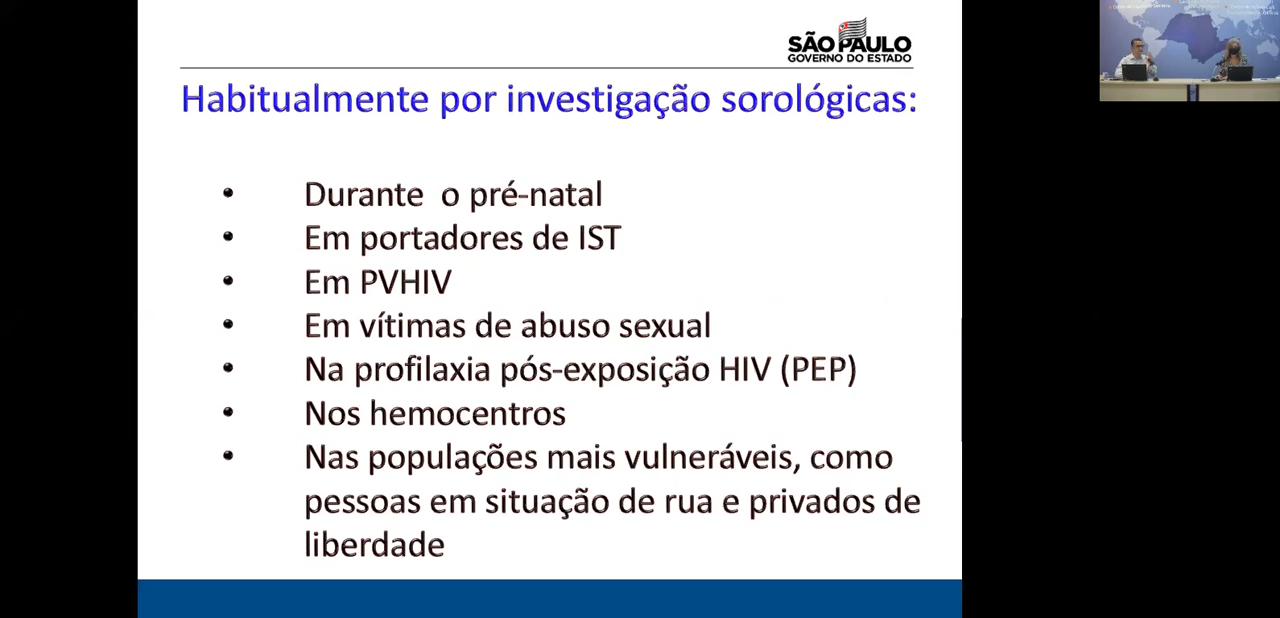 SÃO PAULO
GOVERNO DO ESTADO
Habitualmente por investigação sorológicas:
• Durante o pré-natal
• Em portadores de IST
• Em PVHIV
• Em vítimas de abuso sexual
• Na profilaxia pós-exposição HIV (PEP)
• Nos hemocentros
• Nas populações mais vulneráveis, como
pessoas em situação de rua e privados de
liberdade